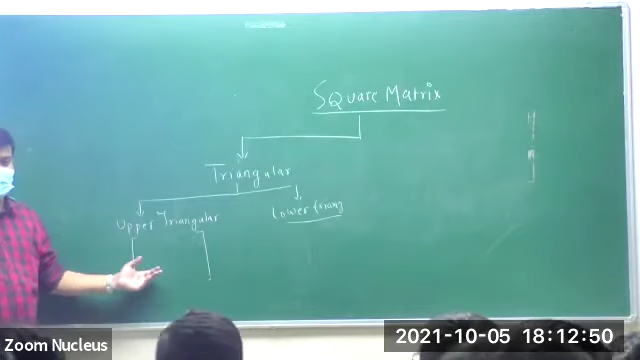 Square Matrix
Triangular
Upper Triangular
Lower triang
Zoom Nucleus
2021-10-05 18:12:50